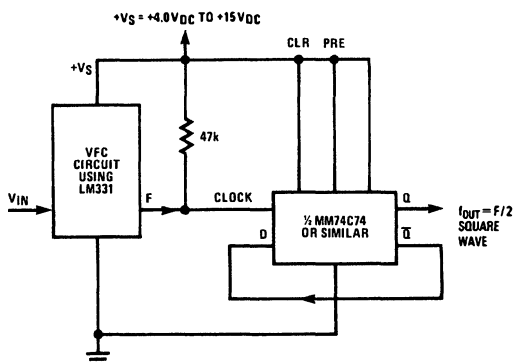 +VS = +4.0VDC TO +15VDC
CLR PRE
+VS
47k
VFC
CIRCUIT
USING
LM331
VIN
F
CLOCK
D
½ MM74C74
OR SIMILAR
Q
Q̅
fOUT = F/2
SQUARE
WAVE